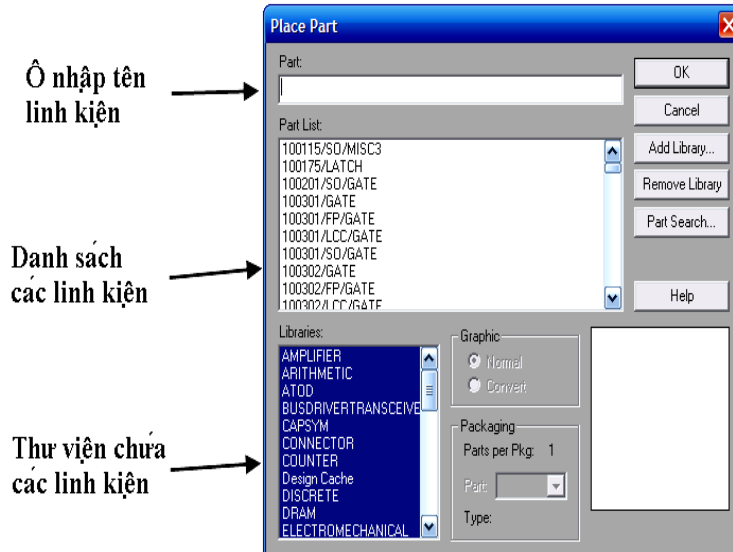 Place Part
Ô nhập tên
linh kiện
Part:
OK
Cancel
Part List:
Add Library...
Remove Library
Part Search...
Help
100115/SO/MISC3
100175/LATCH
100201/SO/GATE
100301/GATE
100301/FP/GATE
100301/LCC/GATE
100301/SO/GATE
100302/GATE
100302/FP/GATE
100302/LCC/GATE
Danh sách
các linh kiện
Libraries:
AMPLIFIER
ARITHMETIC
ATOD
BUSDRIVERTRANSCEIVE
CAPSYM
CONNECTOR
COUNTER
Design Cache
DISCRETE
DRAM
ELECTROMECHANICAL
Thư viện chứa
các linh kiện
Graphic
Normal
Convert
Packaging
Parts per Pkg: 1
Part:
Type: